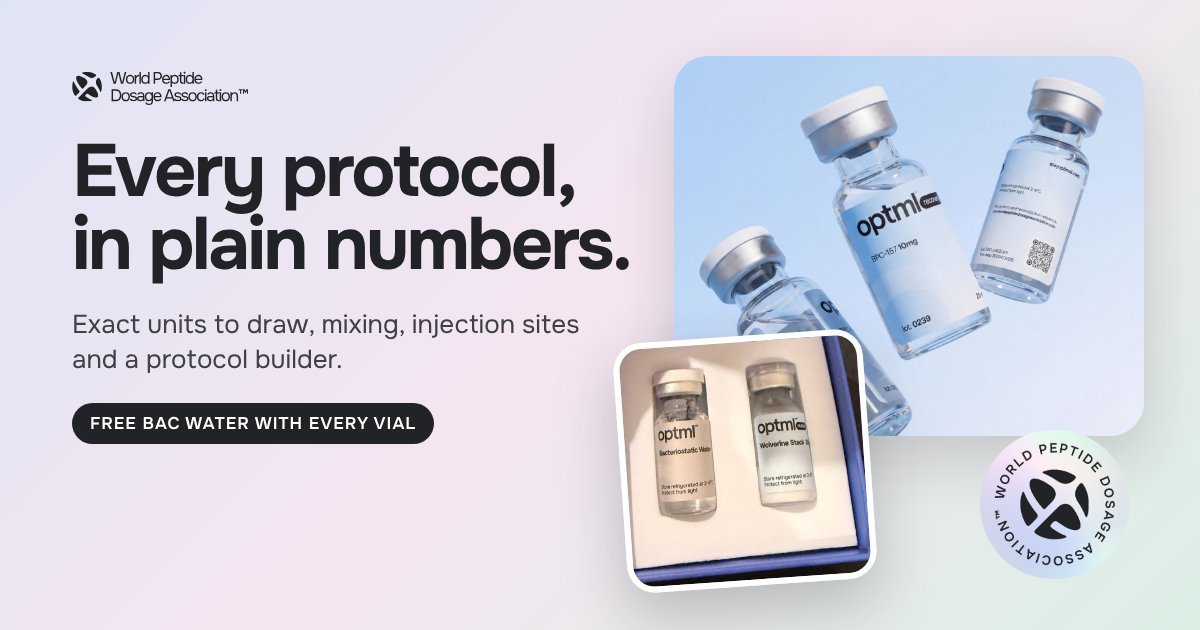 World Peptide
Dosage Association™
Every protocol,
in plain numbers.
Exact units to draw, mixing, injection sites
and a protocol builder.
FREE BAC WATER WITH EVERY VIAL
optml
BPC-157 10mg
lot: 0239
optml™
Bacteriostatic Water
Store refrigerated at 2-8°C
Protect from light.
optml
Wolverine Stack
Store refrigerated at 2-8°C
Protect from light.
WORLD PEPTIDE DOSAGE ASSOCIATION™